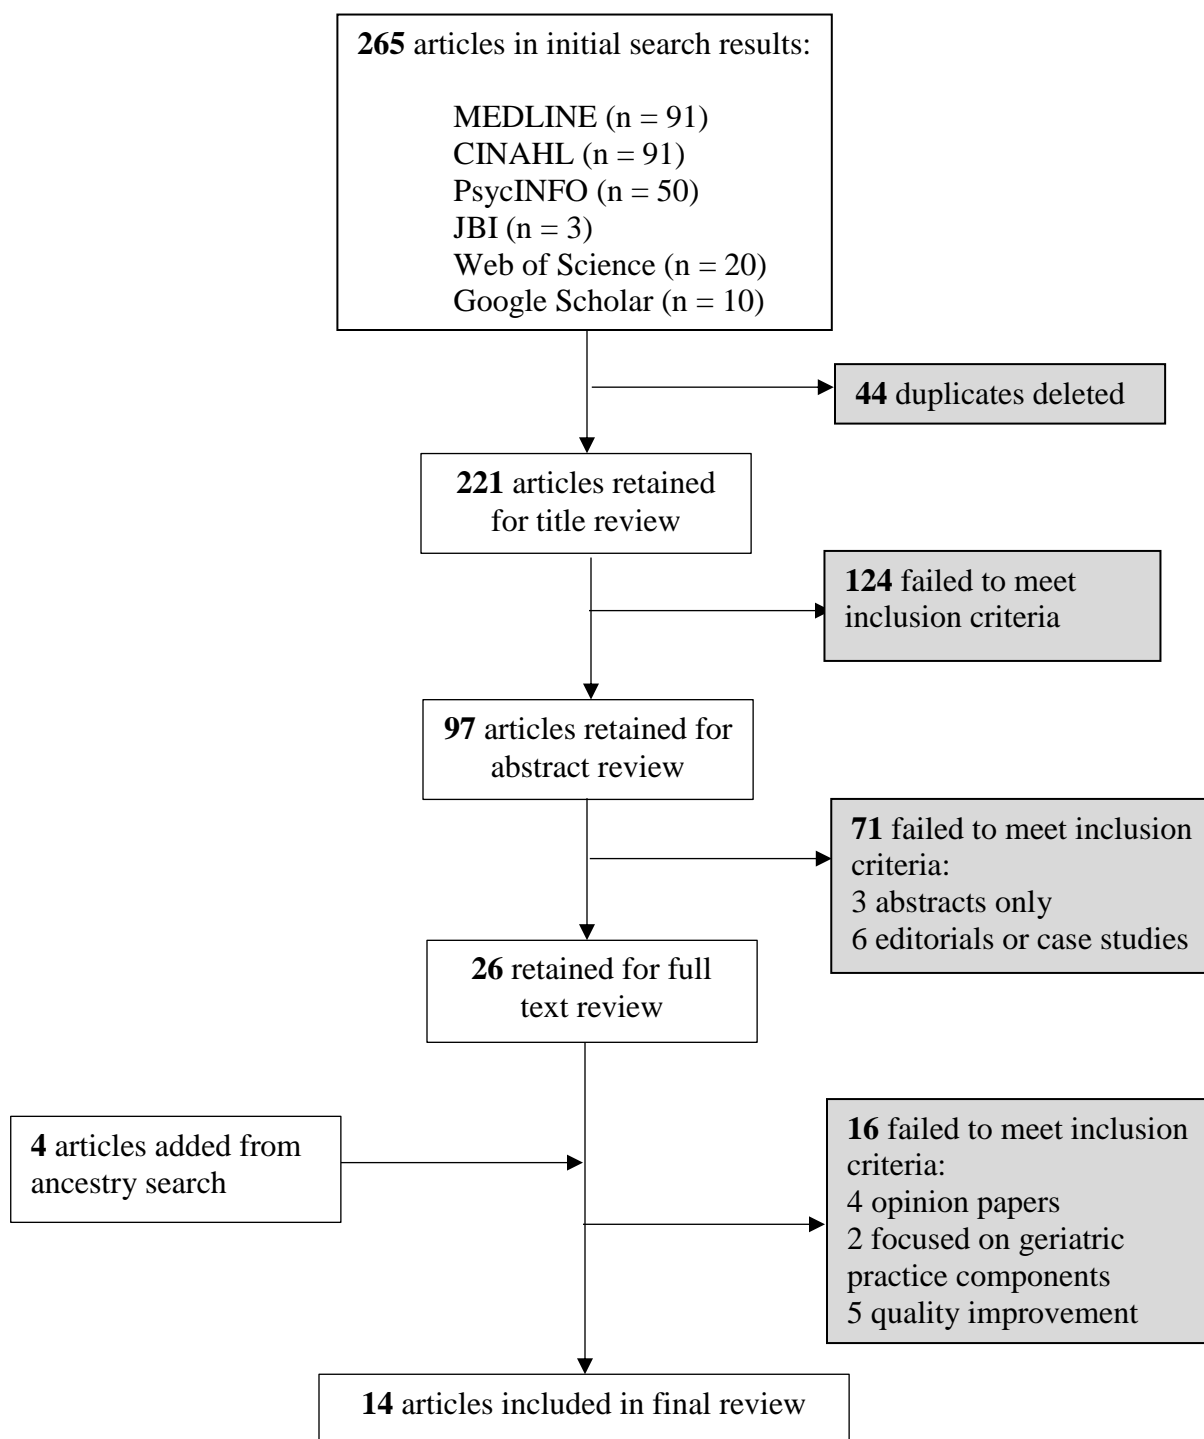 265 articles in initial search results:
MEDLINE (n = 91)
CINAHL (n = 91)
PsycINFO (n = 50)
JBI (n = 3)
Web of Science (n = 20)
Google Scholar (n = 10)
44 duplicates deleted
221 articles retained
for title review
124 failed to meet
inclusion criteria
97 articles retained for
abstract review
71 failed to meet inclusion
criteria:
3 abstracts only
6 editorials or case studies
26 retained for full
text review
4 articles added from
ancestry search
16 failed to meet inclusion
criteria:
4 opinion papers
2 focused on geriatric
practice components
5 quality improvement
14 articles included in final review